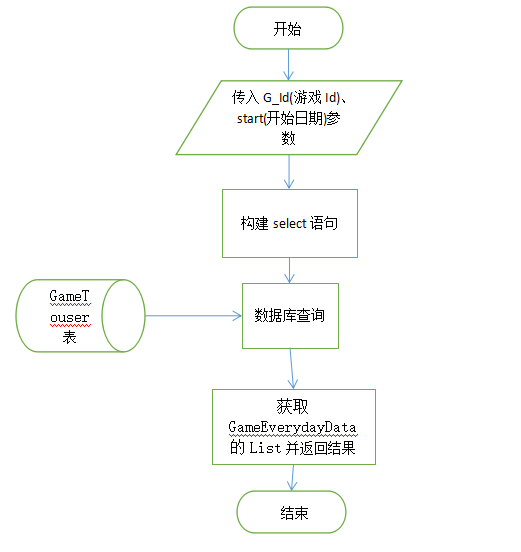 开始
传入 G_Id(游戏 Id)、
start(开始日期)参
数
构建 select 语句
GameT
ouser
表
数据库查询
获取
GameEverydayData
的 List 并返回结果
结束